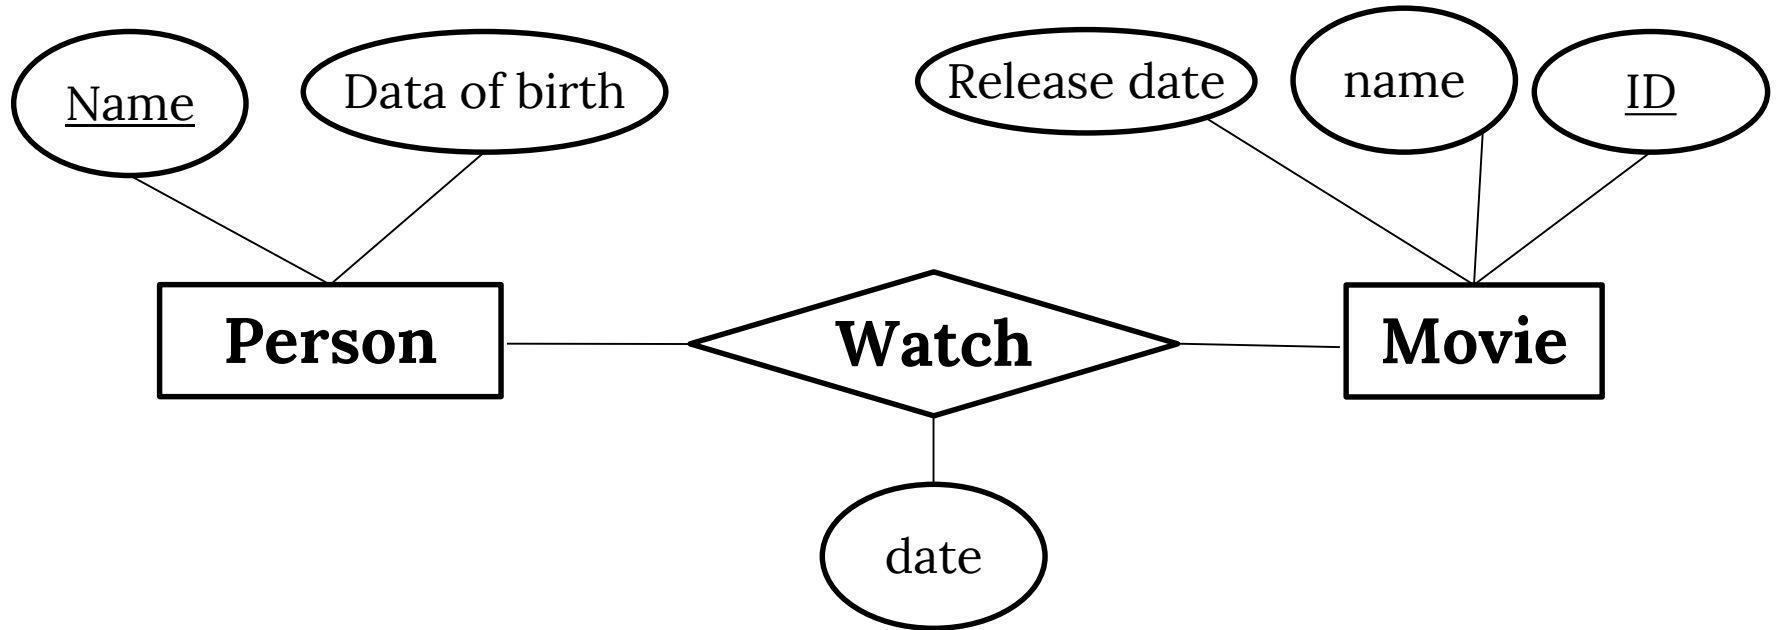 Name
Data of birth
Release date
name
ID
Person
Watch
Movie
date